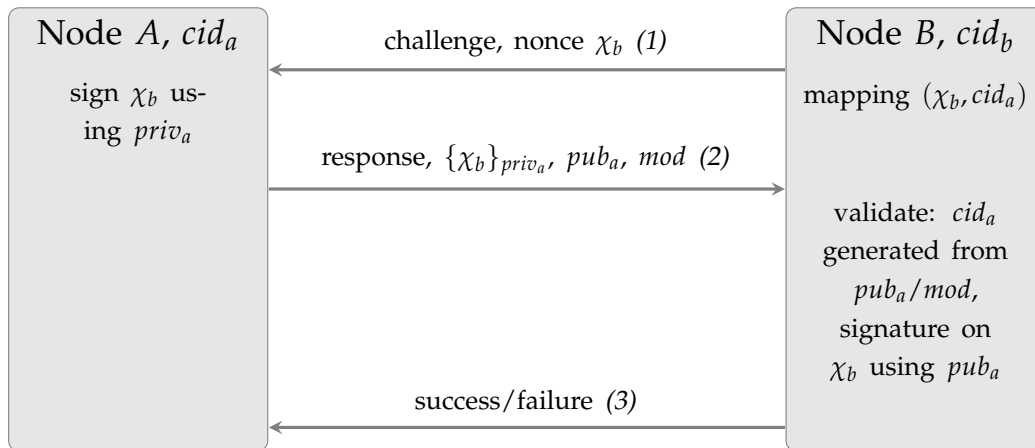 Node A, cid_a
Node B, cid_b
challenge, nonce χ_b (1)
sign χ_b us-
ing priv_a
mapping (χ_b, cid_a)
response, {χ_b}_{priv_a}, pub_a, mod (2)
validate: cid_a
generated from
pub_a/mod,
signature on
χ_b using pub_a
success/failure (3)